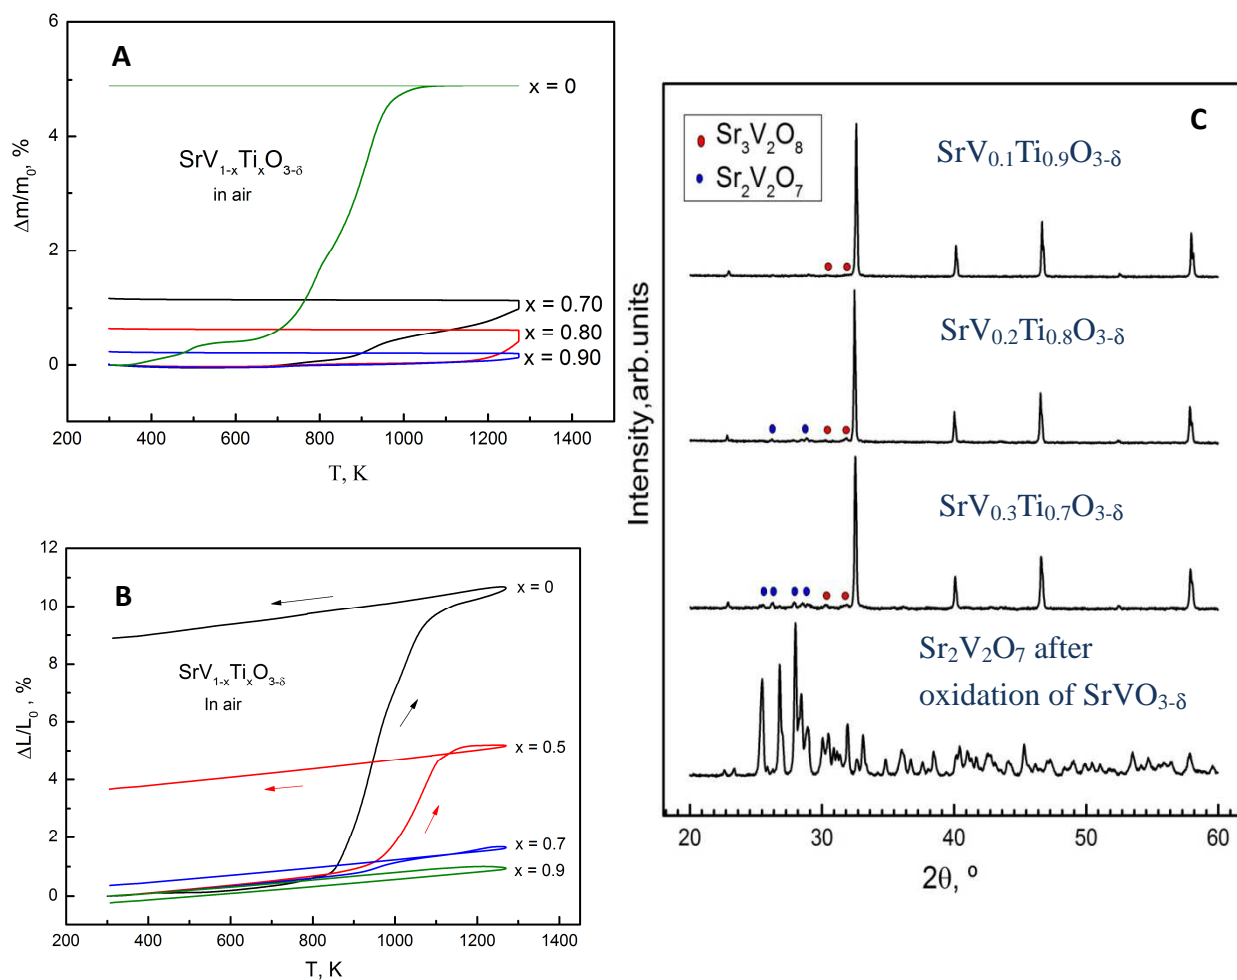 A
x = 0
SrV1-xTixO3-δ
in air
x = 0.70
x = 0.80
x = 0.90
Δm/m0, %
6
4
2
0
200 400 600 800 1000 1200 1400
T, K
B
x = 0
SrV1-xTixO3-δ
In air
x = 0.5
x = 0.7
x = 0.9
ΔL/L0 , %
12
10
8
6
4
2
0
200 400 600 800 1000 1200 1400
T, K
C
Sr3V2O8
Sr2V2O7
SrV0.1Ti0.9O3-δ
SrV0.2Ti0.8O3-δ
SrV0.3Ti0.7O3-δ
Sr2V2O7 after
oxidation of SrVO3-δ
Intensity,arb.units
20 30 40 50 60
2θ, º